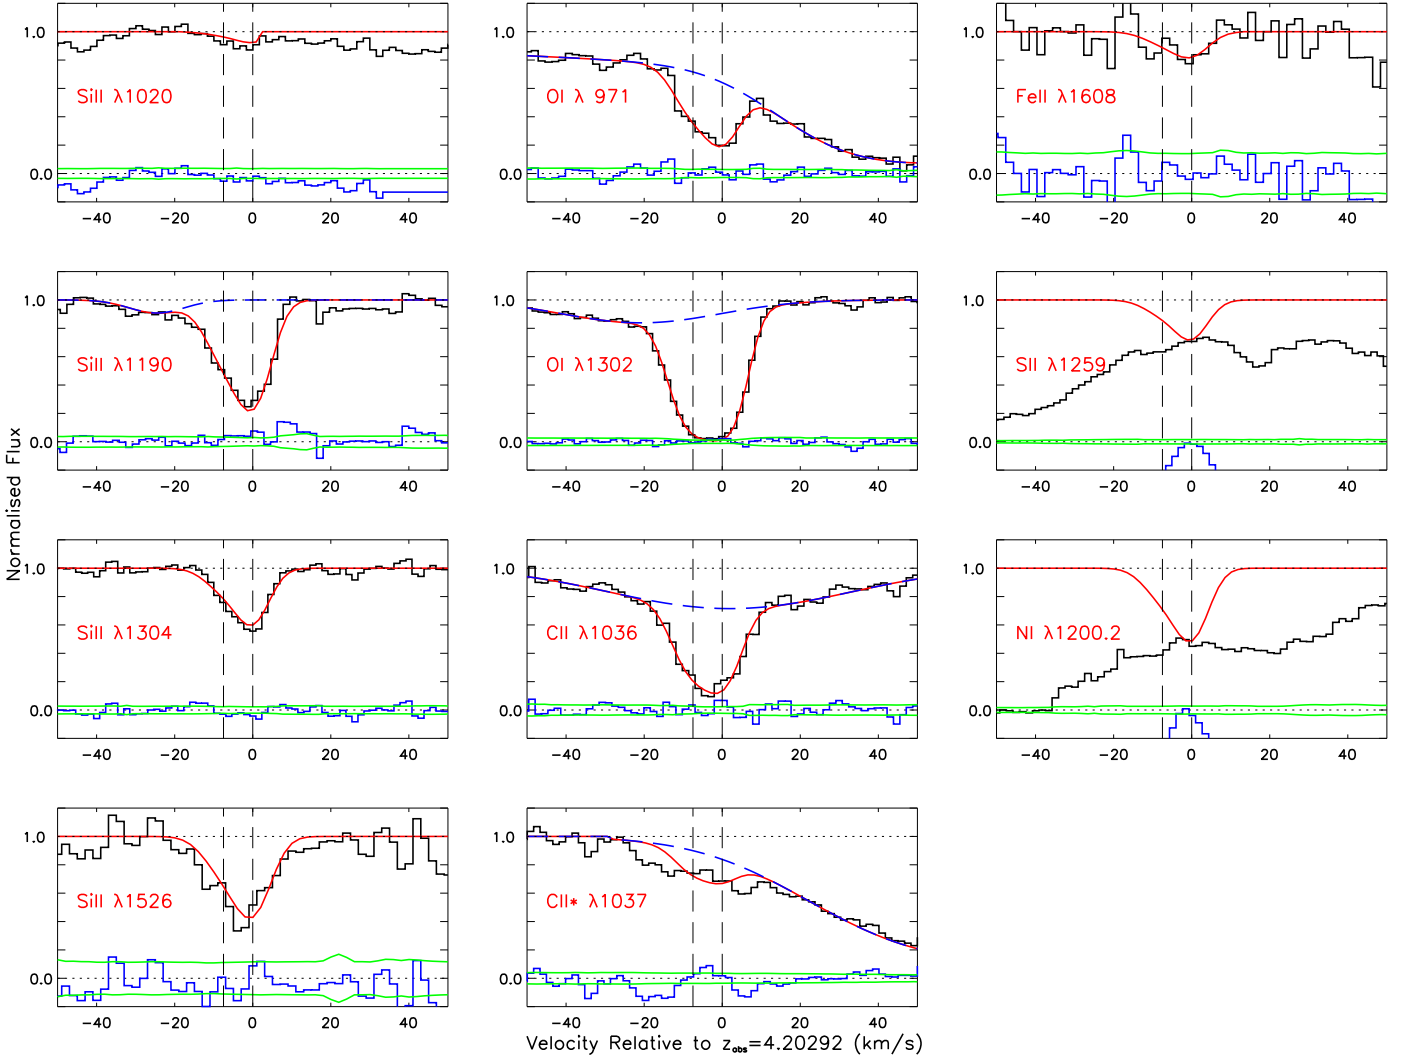 1.0
0.0
SiII λ1020
−40 −20 0 20 40
OI λ 971
−40 −20 0 20 40
1.0
0.0
FeII λ1608
−40 −20 0 20 40
1.0
0.0
SiII λ1190
−40 −20 0 20 40
1.0
0.0
OI λ1302
−40 −20 0 20 40
1.0
0.0
SII λ1259
−40 −20 0 20 40
Normalised Flux
1.0
0.0
SiII λ1304
−40 −20 0 20 40
1.0
0.0
CII λ1036
−40 −20 0 20 40
1.0
0.0
NI λ1200.2
−40 −20 0 20 40
1.0
0.0
SiII λ1526
−40 −20 0 20 40
1.0
0.0
CII* λ1037
−40 −20 0 20 40
1.0
0.0
Velocity Relative to zobs=4.20292 (km/s)